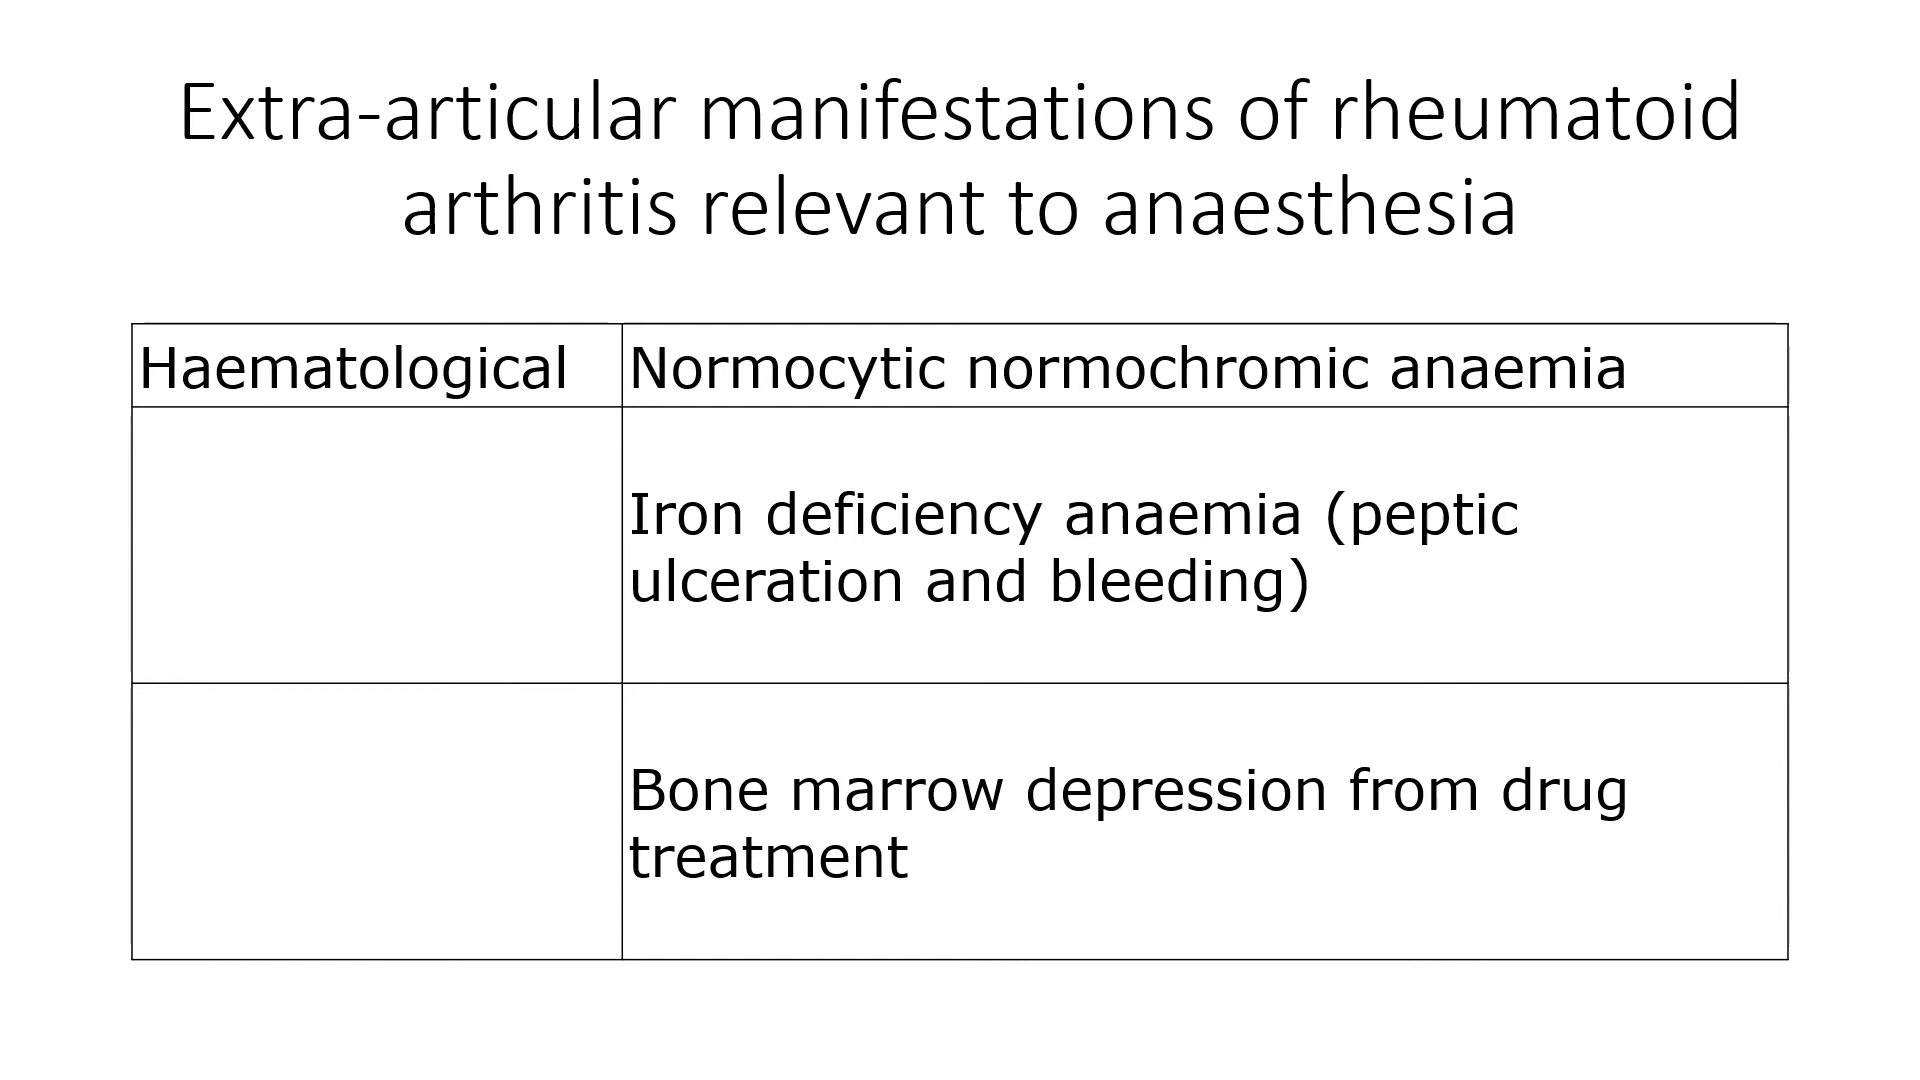 Extra-articular manifestations of rheumatoid
arthritis relevant to anaesthesia
Haematological
Normocytic normochromic anaemia
Iron deficiency anaemia (peptic
ulceration and bleeding)
Bone marrow depression from drug
treatment